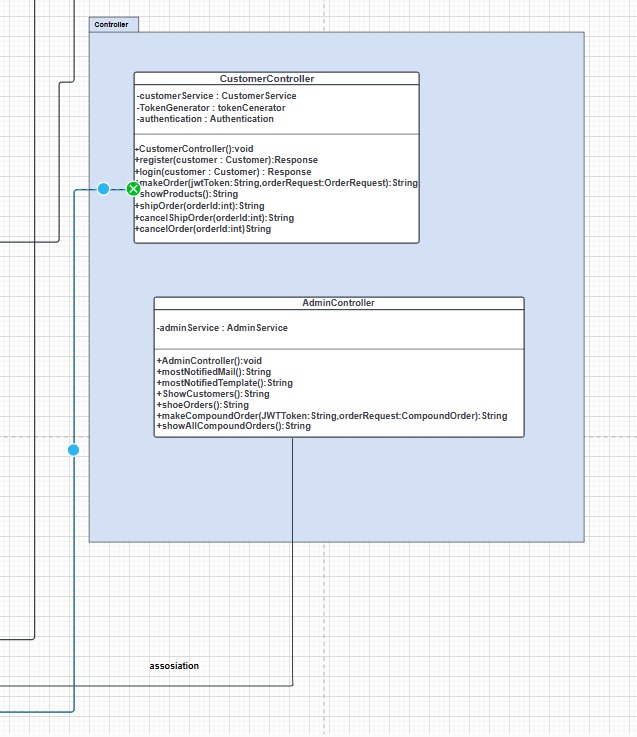 Controller
CustomerController
-customerService : CustomerService
-TokenGenerator : tokenCenerator
-authentication : Authentication
+CustomerController():void
+register(customer : Customer):Response
+login(customer : Customer) : Response
makeOrder(jwtToken:String,orderRequest:OrderRequest): String
showProducts(): String
+shipOrder(orderId:int): String
+cancelShipOrder(orderId:int): String
+cancelOrder(orderId:int)String
AdminController
-adminService : AdminService
+AdminController():void
+mostNotifiedMail(): String
+mostNotifiedTemplate(): String
+ShowCustomers(): String
+shoeOrders(): String
+makeCompoundOrder(JWTToken:String,orderRequest:CompoundOrder): String
+showAllCompoundOrders(): String
assosiation